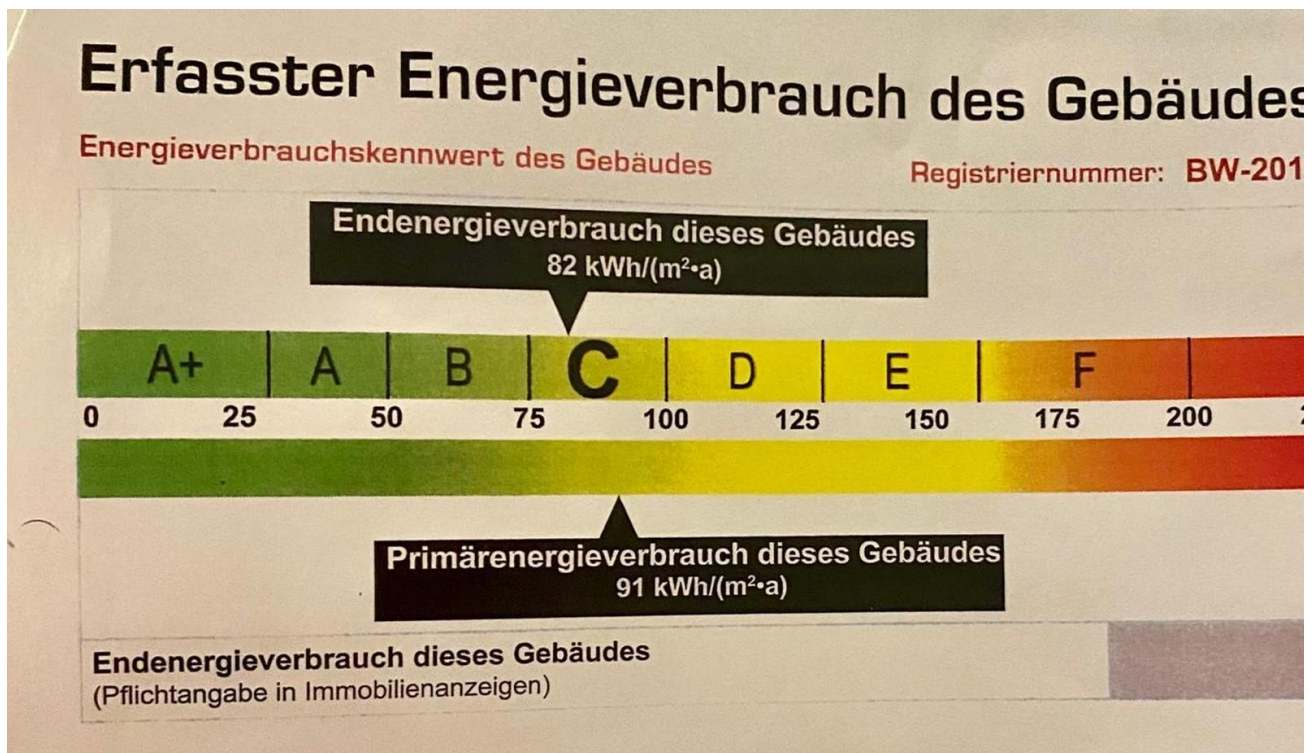 Erfasster Energieverbrauch des Gebäudes
Energieverbrauchskennwert des Gebäudes Registriernummer: BW-201
Endenergieverbrauch dieses Gebäudes
82 kWh/(m²•a)
A+ A B C D E F
0 25 50 75 100 125 150 175 200
Primärenergieverbrauch dieses Gebäudes
91 kWh/(m²•a)
Endenergieverbrauch dieses Gebäudes
(Pflichtangabe in Immobilienanzeigen)